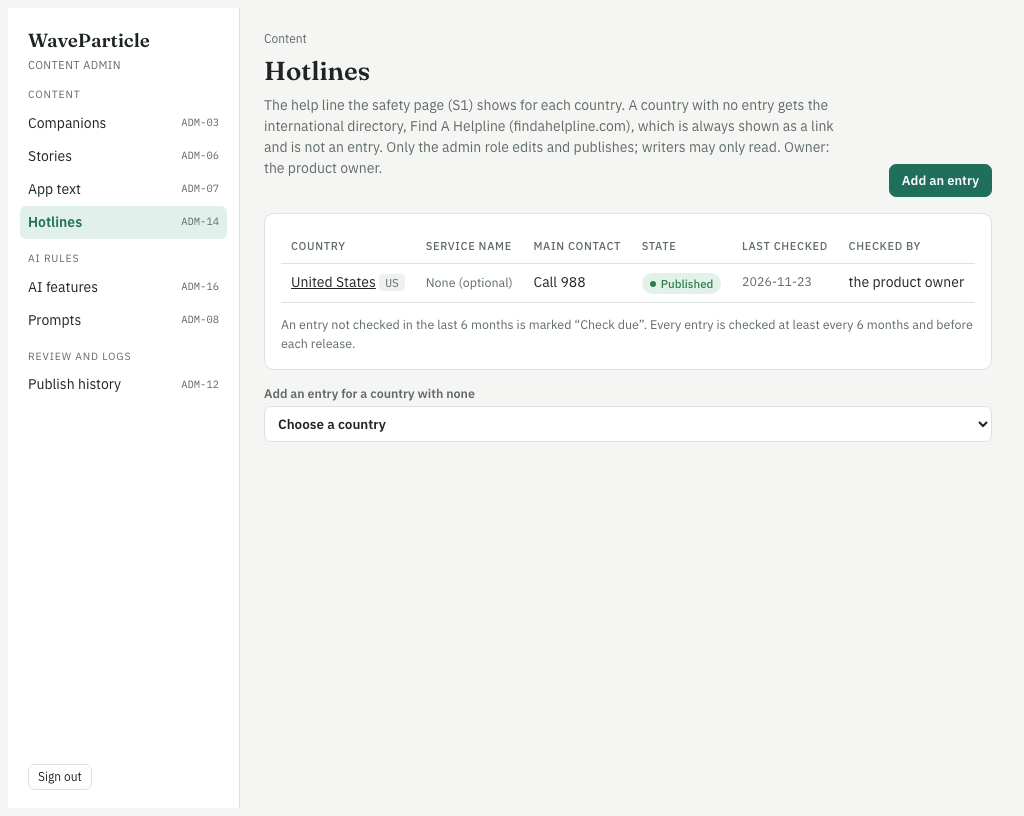 WaveParticle
CONTENT ADMIN
CONTENT
Companions ADM-03
Stories ADM-06
App text ADM-07
Hotlines ADM-14
AI RULES
AI features ADM-16
Prompts ADM-08
REVIEW AND LOGS
Publish history ADM-12
Sign out
Content
Hotlines
The help line the safety page (S1) shows for each country. A country with no entry gets the
international directory, Find A Helpline (findahelpline.com), which is always shown as a link
and is not an entry. Only the admin role edits and publishes; writers may only read. Owner:
the product owner.
Add an entry
COUNTRY SERVICE NAME MAIN CONTACT STATE LAST CHECKED CHECKED BY
United States US None (optional) Call 988 Published 2026-11-23 the product owner
An entry not checked in the last 6 months is marked “Check due”. Every entry is checked at least every 6 months and before
each release.
Add an entry for a country with none
Choose a country